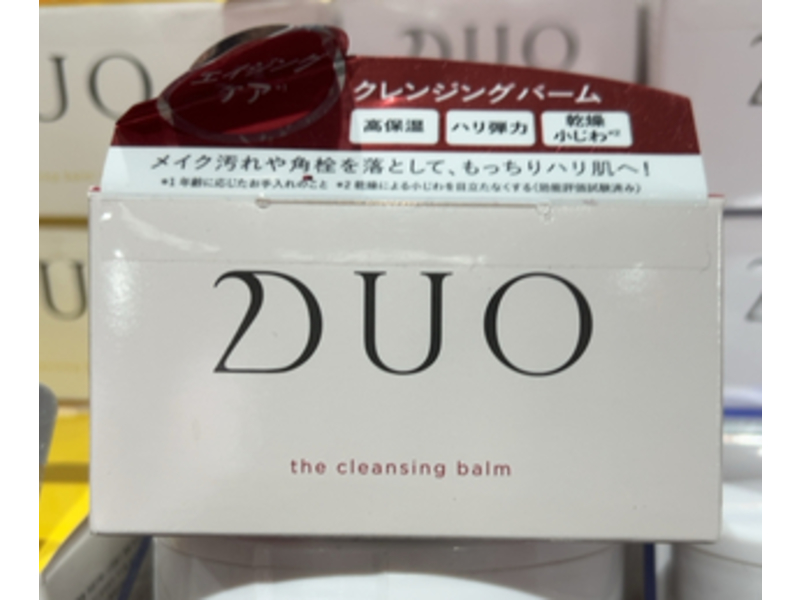 エイジング
ケア*1
クレンジングバーム
高保湿
ハリ弾力
乾燥
小じわ*2
メイク汚れや角栓を落として、もっちりハリ肌へ!
*1 年齢に応じたお手入れのこと *2 乾燥による小じわを目立たなくする(効能評価試験済み)
DUO
the cleansing balm
DUO
UO
U